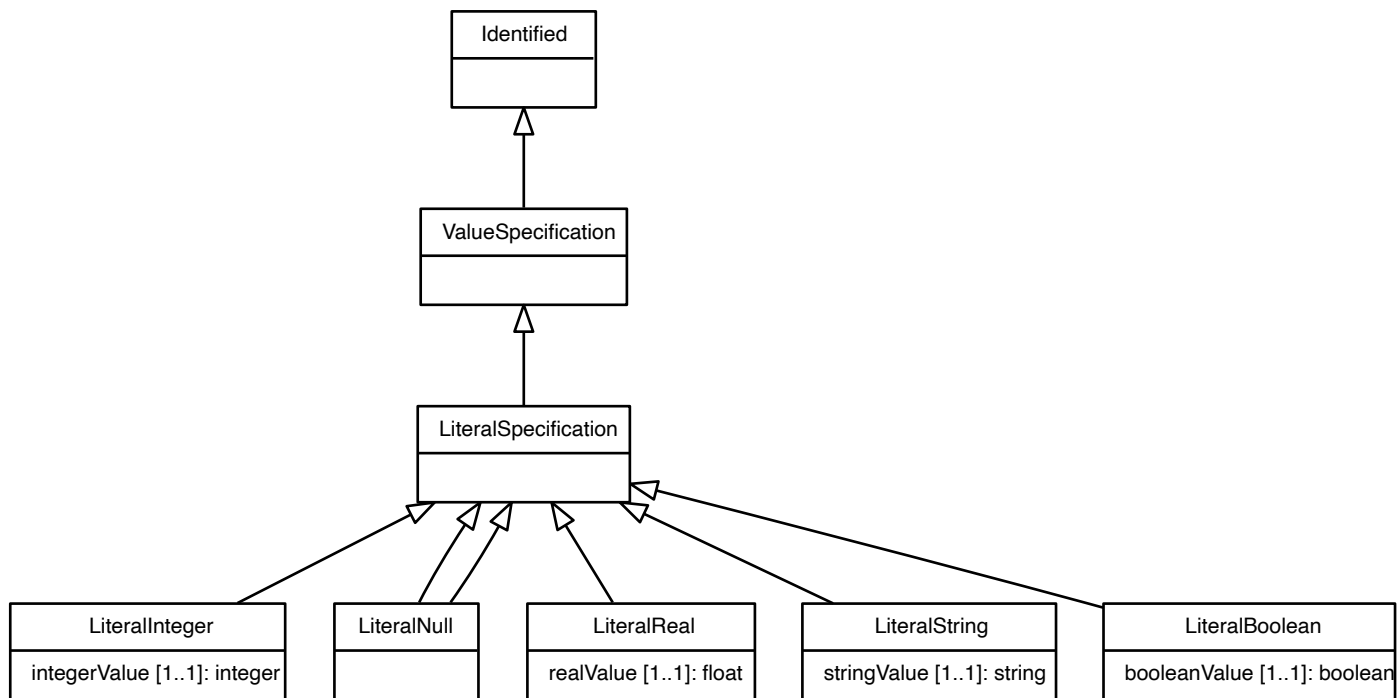 Identified
ValueSpecification
LiteralSpecification
LiteralInteger
integerValue [1..1]: integer
LiteralNull
LiteralReal
realValue [1..1]: float
LiteralString
stringValue [1..1]: string
LiteralBoolean
booleanValue [1..1]: boolean